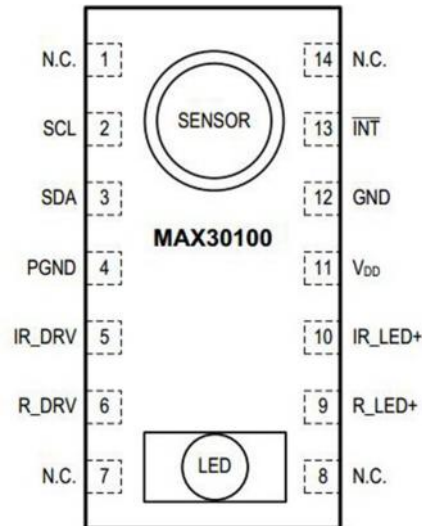 N.C. 1 14 N.C.
SENSOR
SCL 2 13 INT
SDA 3 12 GND
MAX30100
PGND 4 11 VDD
IR_DRV 5 10 IR_LED+
R_DRV 6 9 R_LED+
LED
N.C. 7 8 N.C.